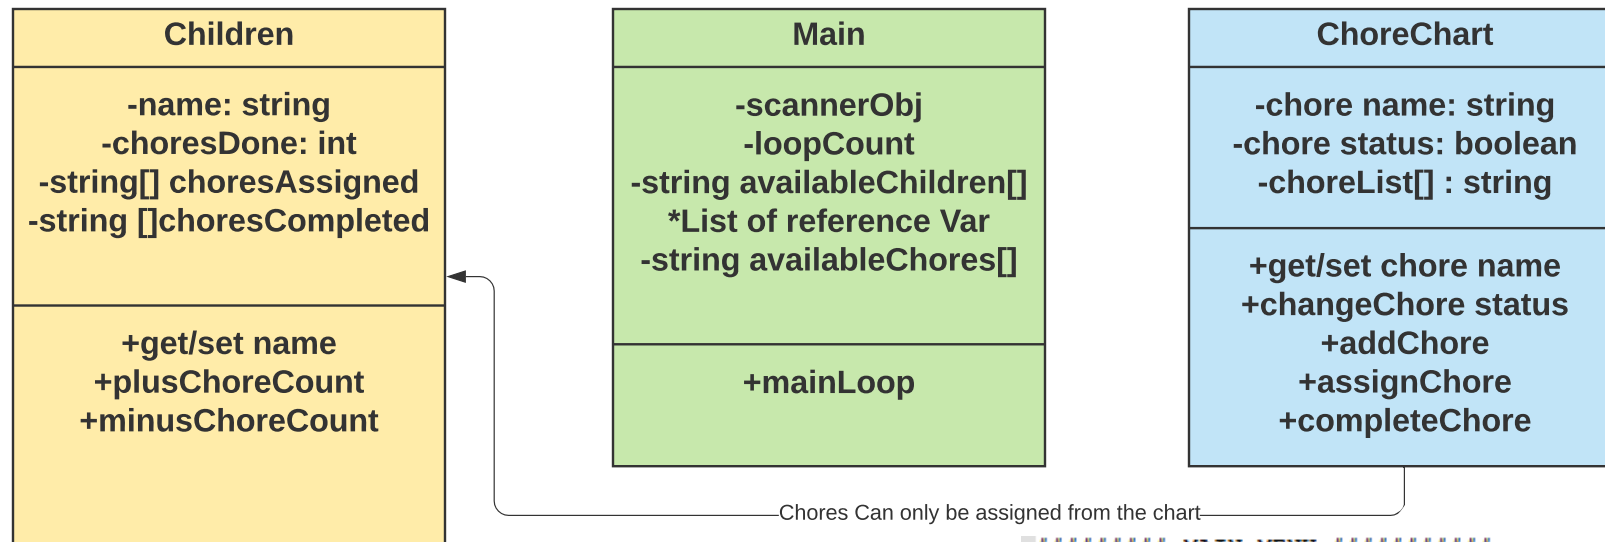 Children
-name: string
-choresDone: int
-string[] choresAssigned
-string []choresCompleted
+get/set name
+plusChoreCount
+minusChoreCount
Main
-scannerObj
-loopCount
-string availableChildren[]
*List of reference Var
-string availableChores[]
+mainLoop
ChoreChart
-chore name: string
-chore status: boolean
-choreList[] : string
+get/set chore name
+changeChore status
+addChore
+assignChore
+completeChore
Chores Can only be assigned from the chart